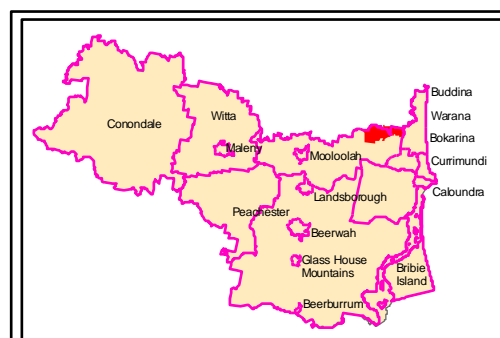 Buddina
Warana
Witta
Conondale
Bokarina
Maleny
Mooloolah
Currimundi
Landsborough
Caloundra
Peachester
Beerwah
Glass House
Mountains
Bribie
Island
Beerburrum